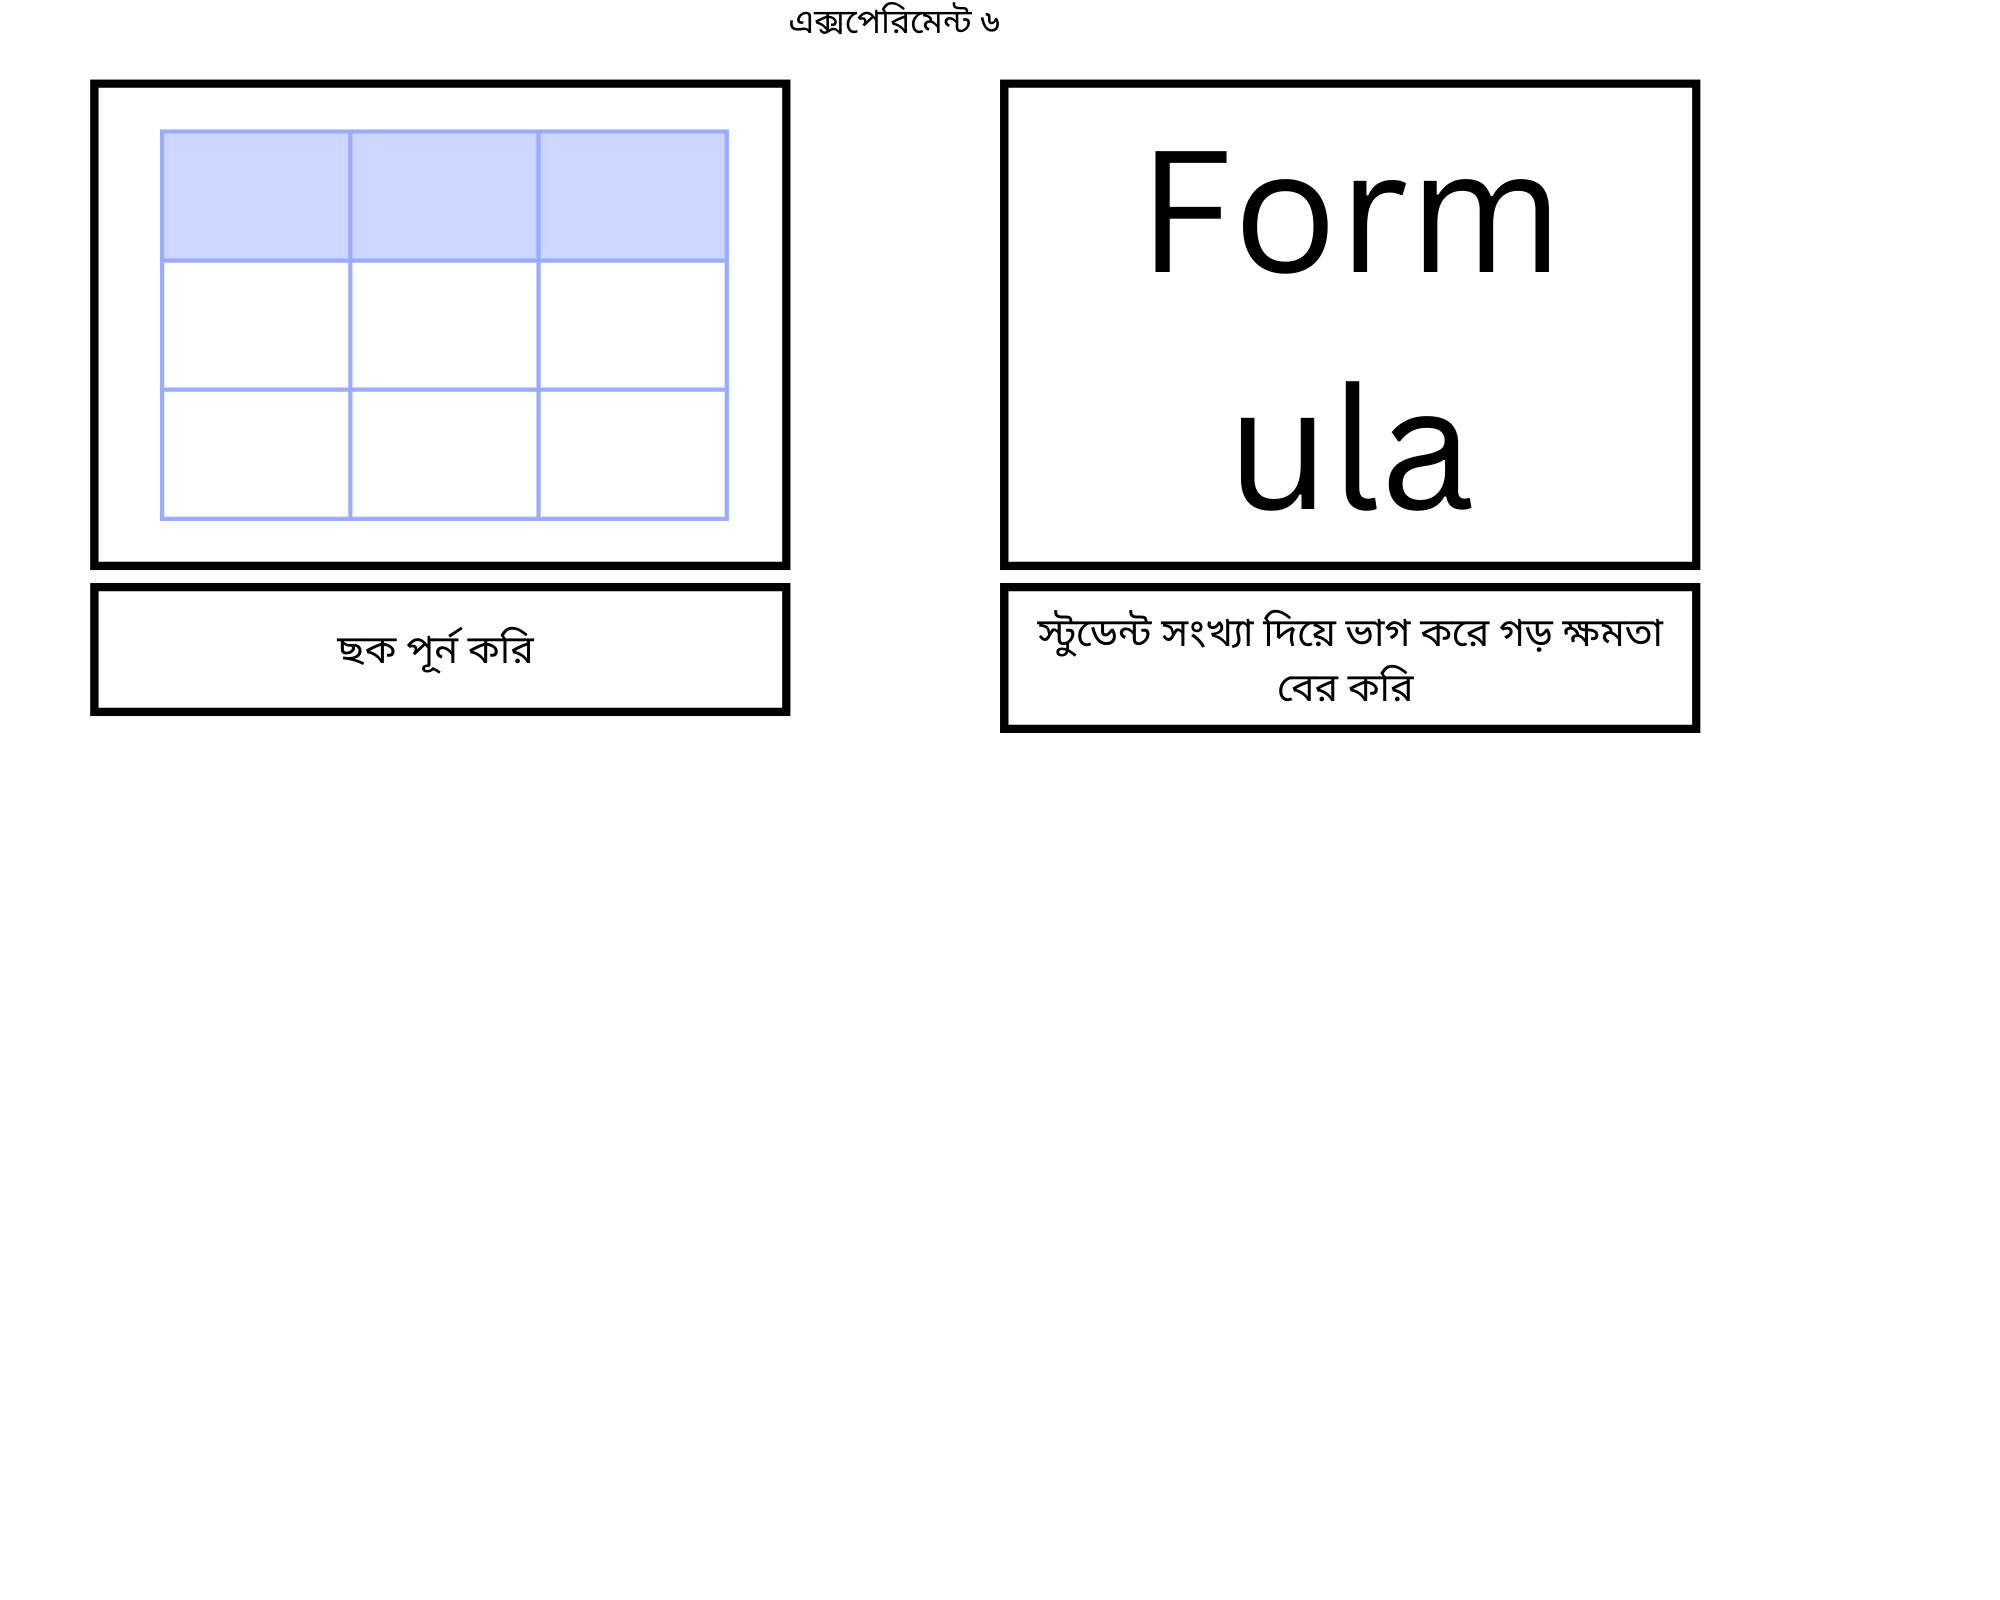 এক্সপেরিমেন্ট ৬
Form
ula
ছক পূর্ন করি
স্টুডেন্ট সংখ্যা দিয়ে ভাগ করে গড় ক্ষমতা
বের করি